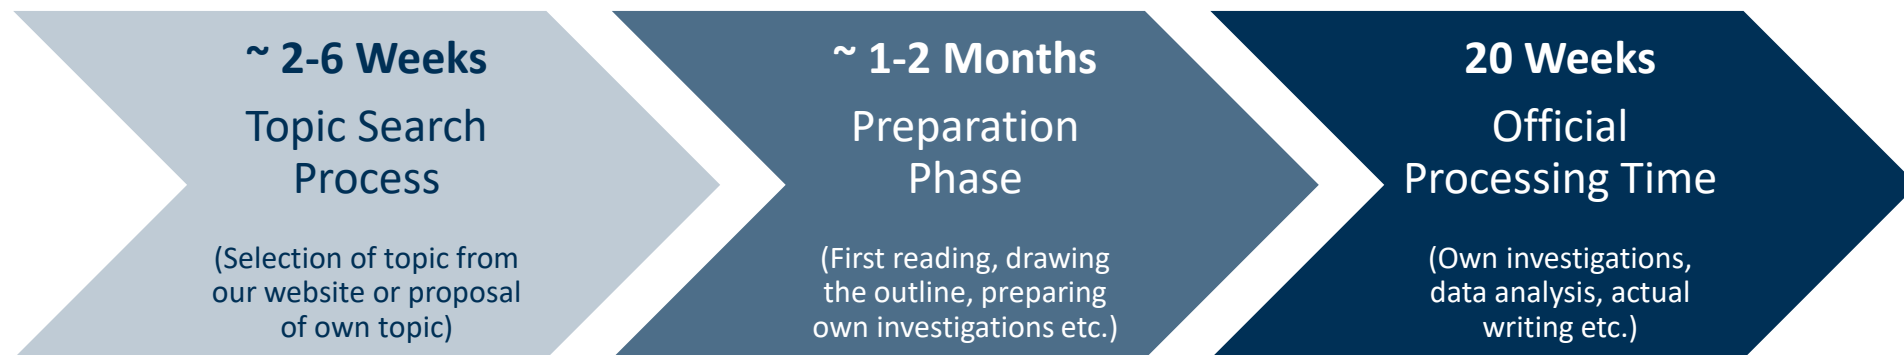 ~ 2-6 Weeks
Topic Search
Process
(Selection of topic from
our website or proposal
of own topic)
~ 1-2 Months
Preparation
Phase
(First reading, drawing
the outline, preparing
own investigations etc.)
20 Weeks
Official
Processing Time
(Own investigations,
data analysis, actual
writing etc.)